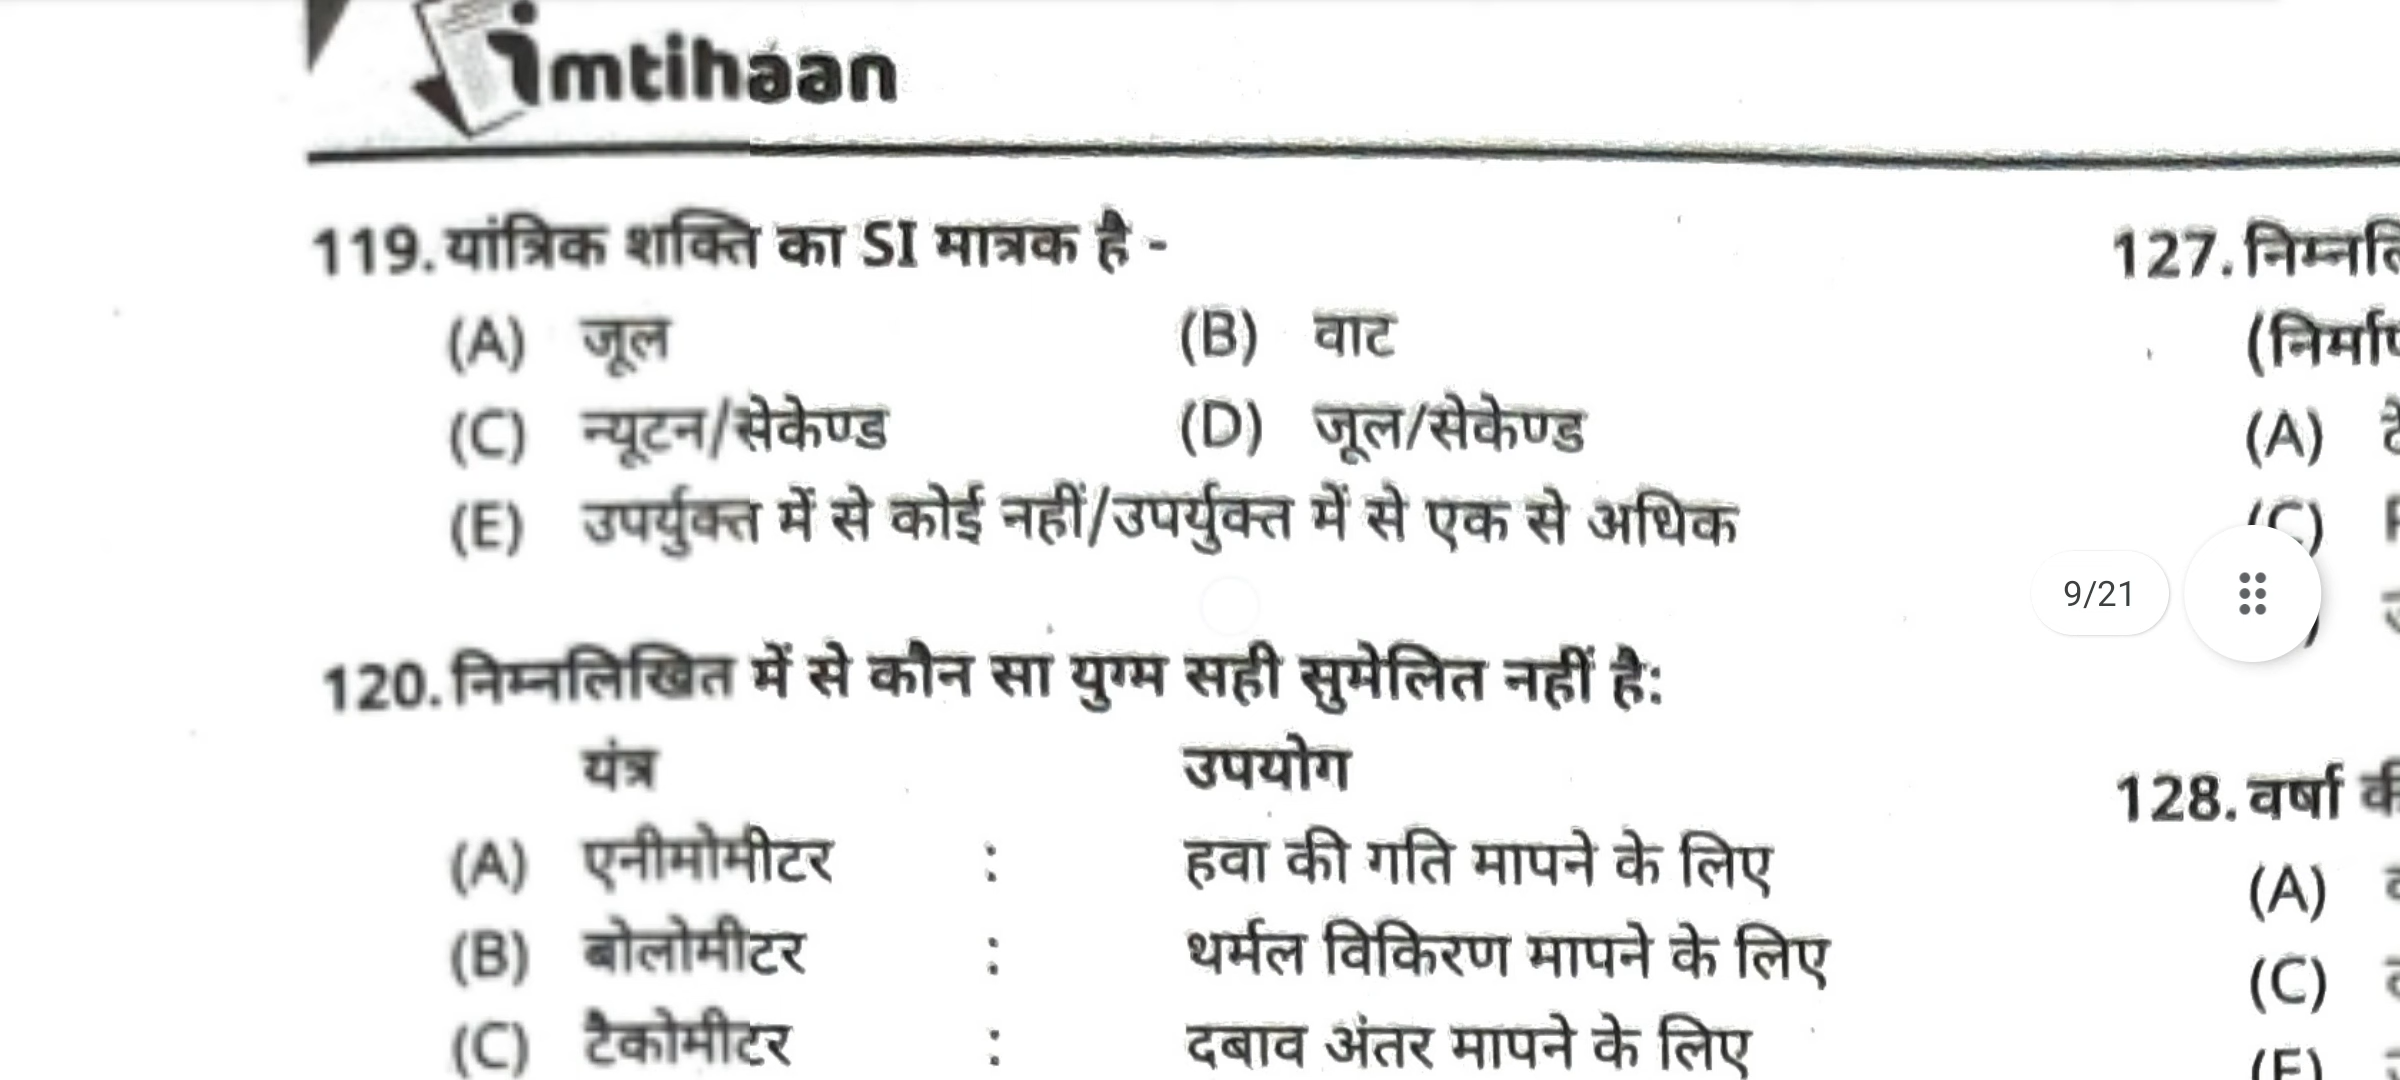 imtihaan
119. यांत्रिक शक्ति का SI मात्रक है -
(A) जूल (B) वाट
(C) न्यूटन/सेकेण्ड (D) जूल/सेकेण्ड
(E) उपर्युक्त में से कोई नहीं/उपर्युक्त में से एक से अधिक
120. निम्नलिखित में से कौन सा युग्म सही सुमेलित नहीं है:
यंत्र उपयोग
(A) एनीमोमीटर : हवा की गति मापने के लिए
(B) बोलोमीटर : थर्मल विकिरण मापने के लिए
(C) टैकोमीटर : दबाव अंतर मापने के लिए
127.
(A)
(C)
9/21
128. वर्षा
(A)
(C)
(E)